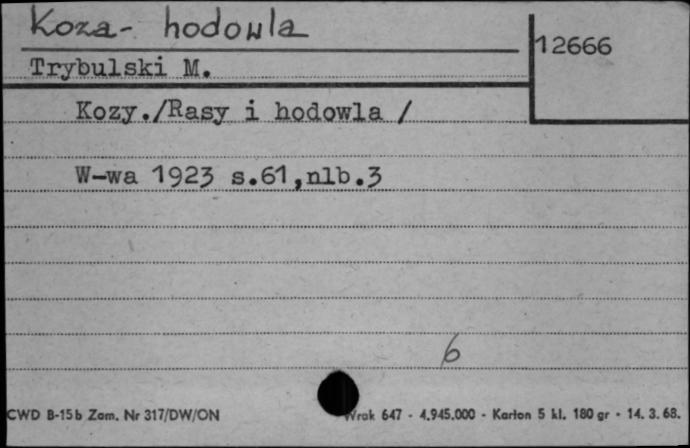 Koza- hodowla
12666
Trybulski M.
Kozy./Rasy i hodowla /
W-wa 1923 s.61,nlb.3
6
CWD B-15b Zam. Nr 317/DW/ON
Wrak 647 - 4.945.000 - Karton 5 kl. 180 gr - 14. 3. 68.